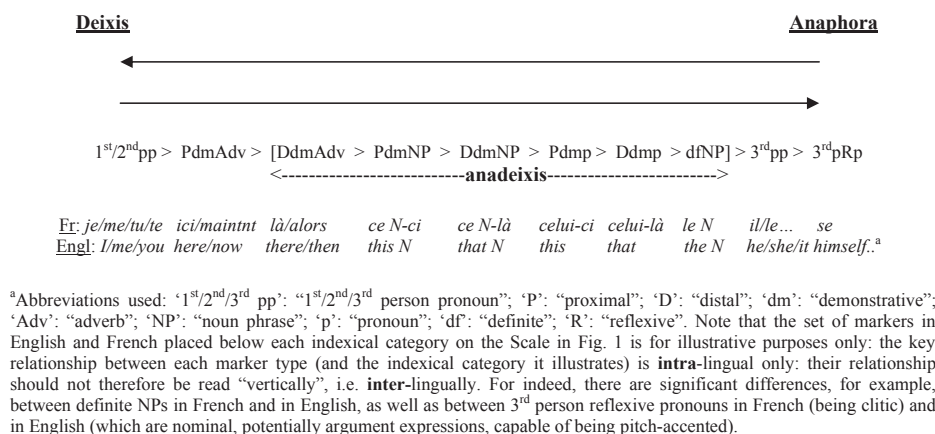 Deixis Anaphora
1st/2ndpp > PdmAdv > [DdmAdv > PdmNP > DdmNP > Pdmp > Ddmp > dfNP] > 3rdpp > 3rdpRp
<-------------------------anadeixis------------------------>
Fr: je/me/tu/te ici/maintnt là/alors ce N-ci ce N-là celui-ci celui-là le N il/le… se
Engl: I/me/you here/now there/then this N that N this that the N he/she/it himself..a
aAbbreviations used: ‘1st/2nd/3rd pp’: “1st/2nd/3rd person pronoun”; ‘P’: “proximal”; ‘D’: “distal”; ‘dm’: “demonstrative”;
‘Adv’: “adverb”; ‘NP’: “noun phrase”; ‘p’: “pronoun”; ‘df’: “definite”; ‘R’: “reflexive”. Note that the set of markers in
English and French placed below each indexical category on the Scale in Fig. 1 is for illustrative purposes only: the key
relationship between each marker type (and the indexical category it illustrates) is intra-lingual only: their relationship
should not therefore be read “vertically”, i.e. inter-lingually. For indeed, there are significant differences, for example,
between definite NPs in French and in English, as well as between 3rd person reflexive pronouns in French (being clitic) and
in English (which are nominal, potentially argument expressions, capable of being pitch-accented).